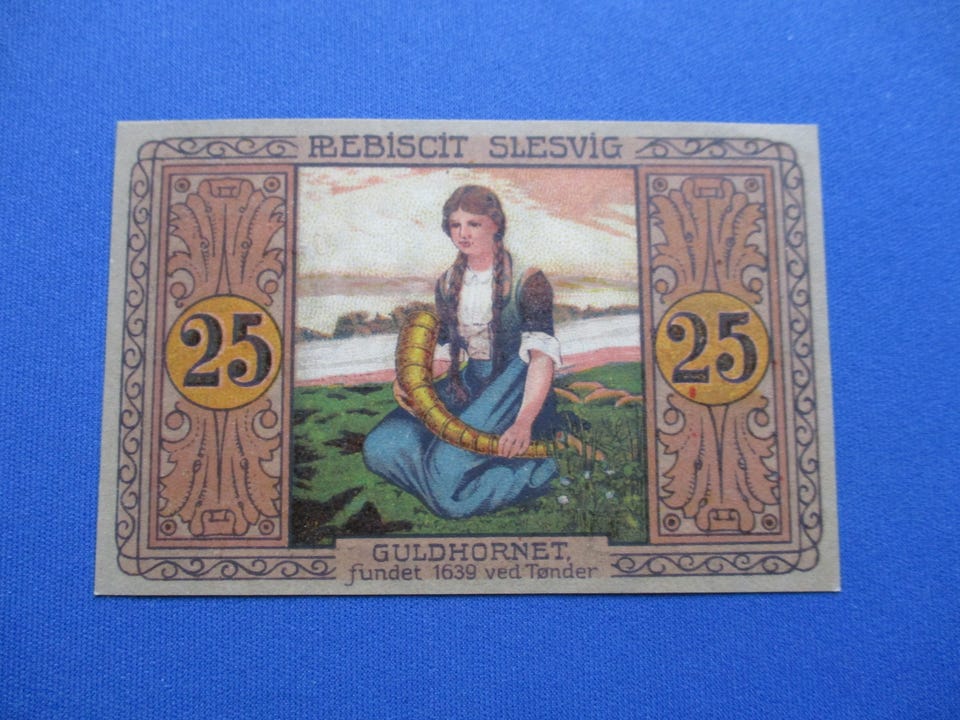 PLEBISCIT SLESVIG
25 25
GULDHORNET,
fundet 1639 ved Tønder